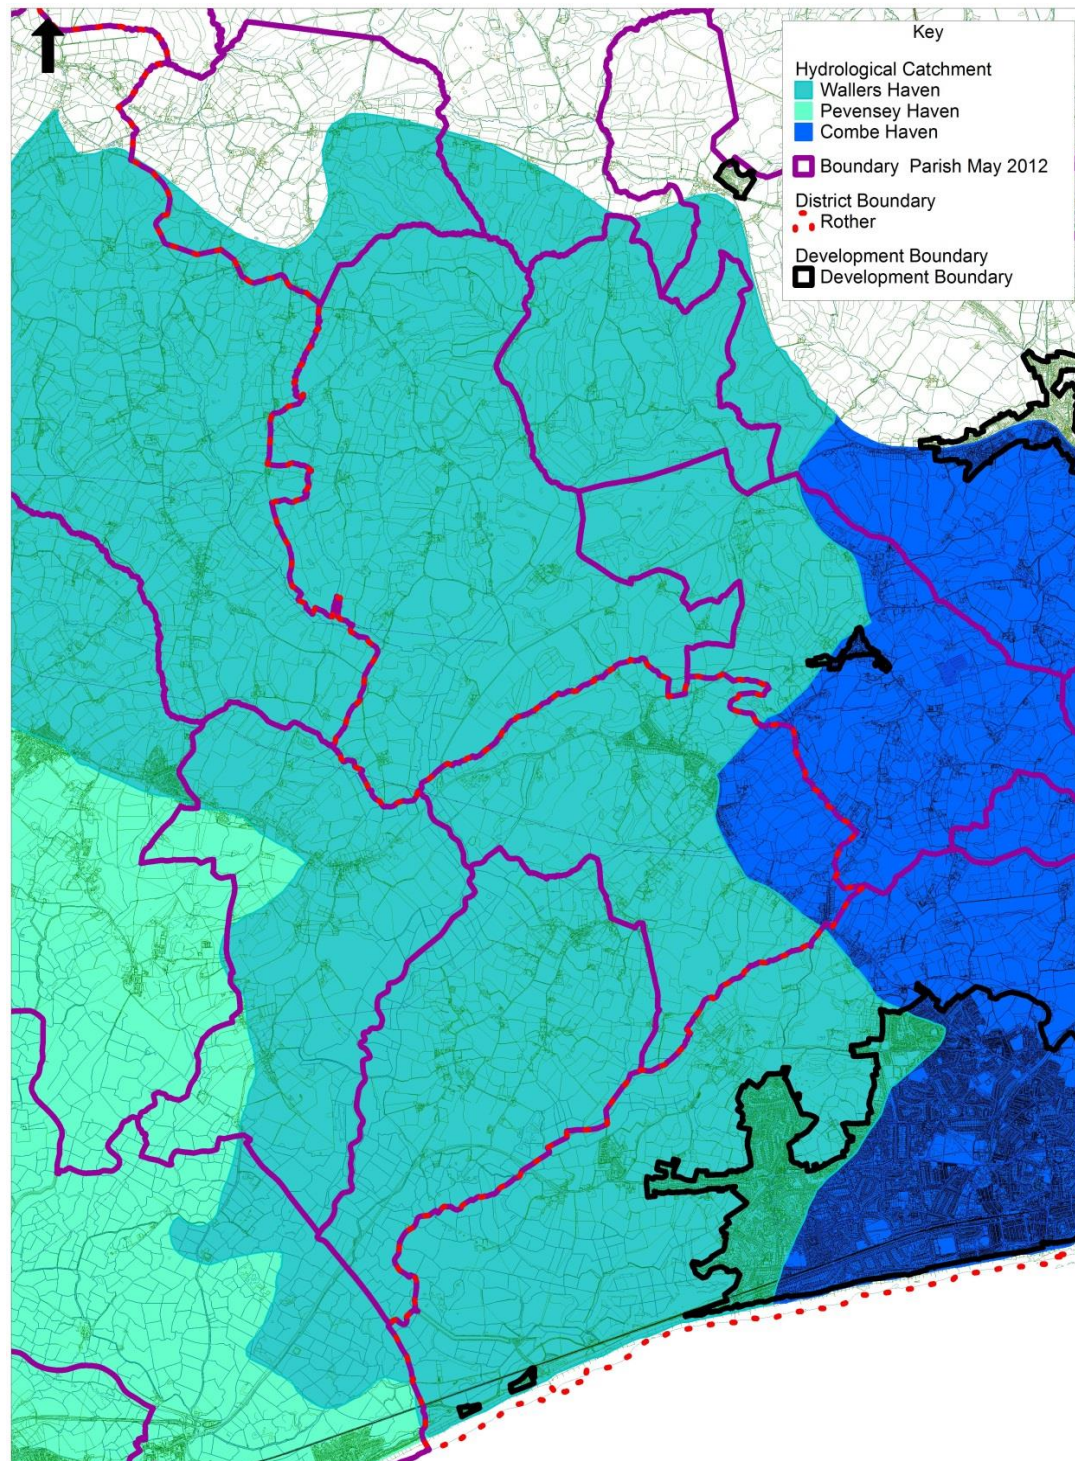 Key
Hydrological Catchment
Wallers Haven
Pevensey Haven
Combe Haven
Boundary Parish May 2012
District Boundary
Rother
Development Boundary
Development Boundary